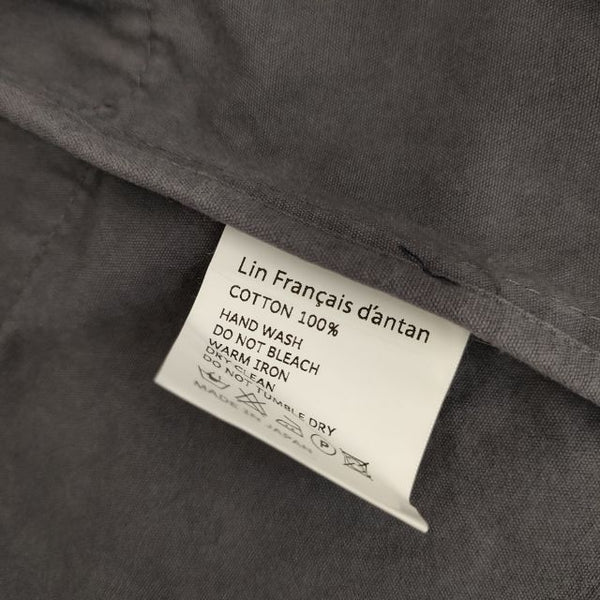 Lin Français d'antan
COTTON 100%
HAND WASH
DO NOT BLEACH
WARM IRON
DRY CLEAN
DO NOT TUMBLE DRY
P
MADE IN JAPAN